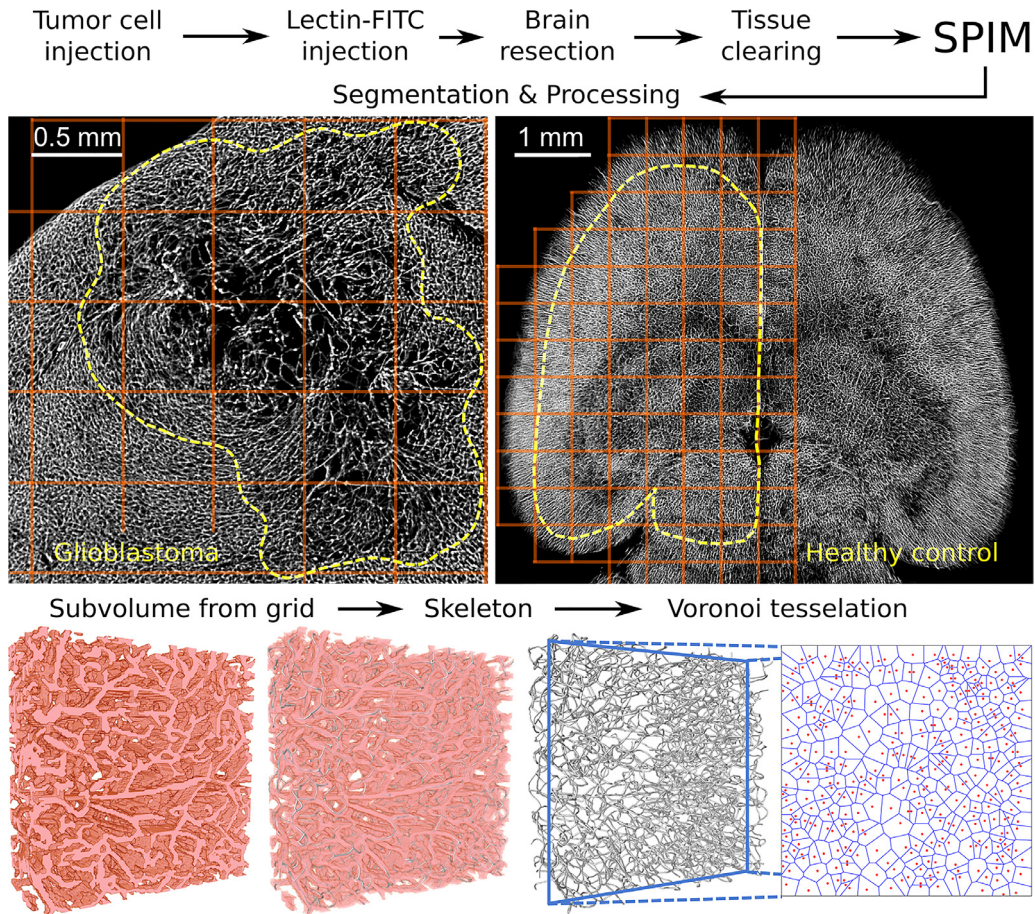 Tumor cell
injection
Lectin-FITC
injection
Brain
resection
Tissue
clearing
SPIM
Segmentation & Processing
0.5 mm
1 mm
Glioblastoma
Healthy control
Subvolume from grid
Skeleton
Voronoi tesselation